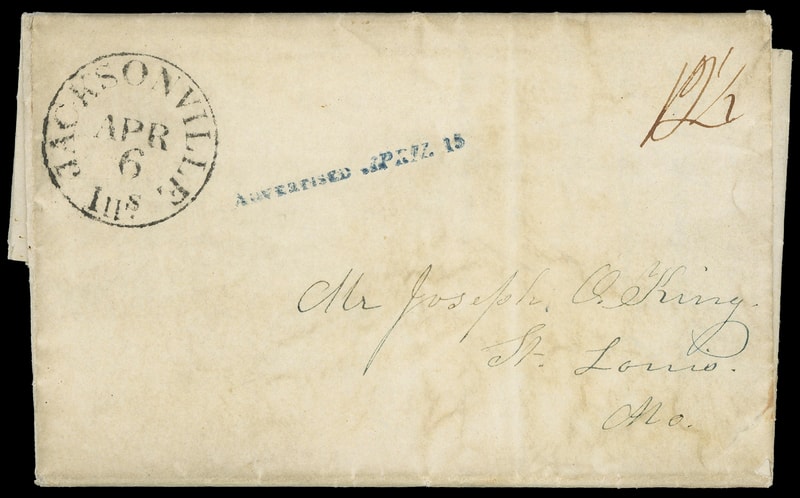 JACKSONVILLE Ills.
APR
6
12½
ADVERTISED APRIL 15
Mr Joseph O. King.
St. Louis.
Mo.